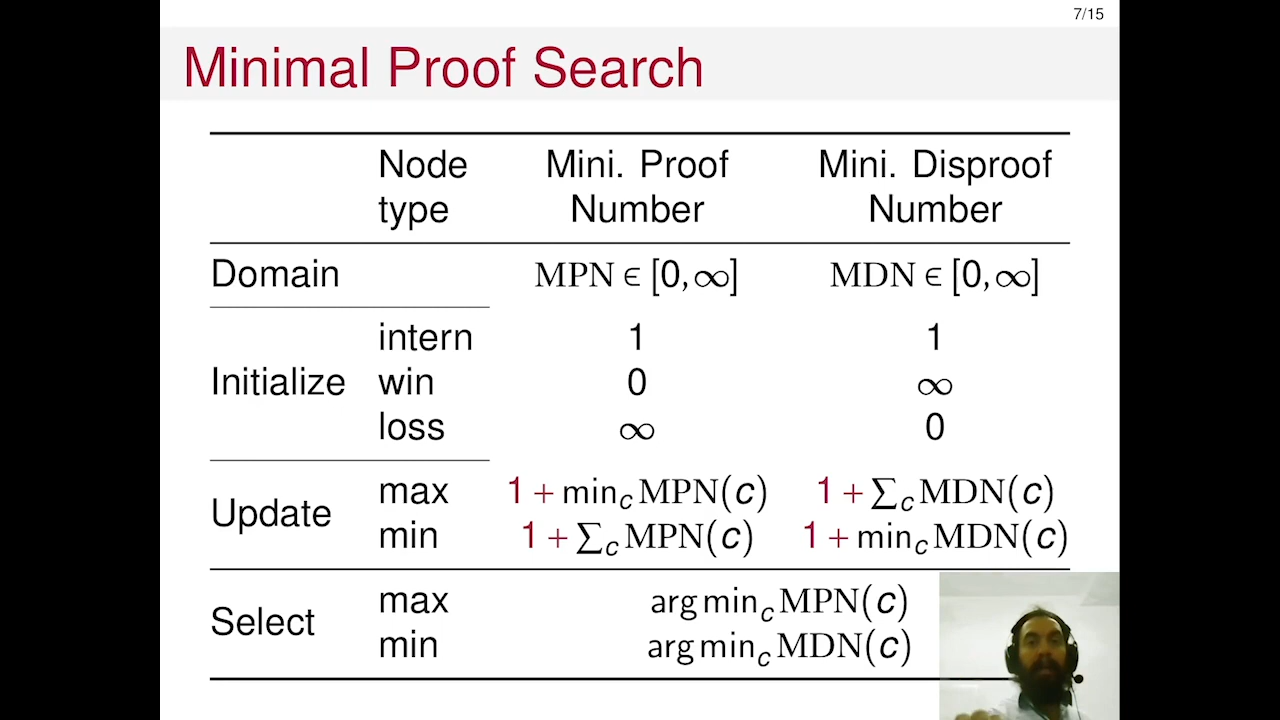 7/15
Minimal Proof Search
Node type Mini. Proof Number Mini. Disproof Number
Domain MPN ∈ [0, ∞] MDN ∈ [0, ∞]
intern 1 1
Initialize win 0 ∞
loss ∞ 0
Update
max 1 + min_c MPN(c) 1 + ∑_c MDN(c)
min 1 + ∑_c MPN(c) 1 + min_c MDN(c)
Select
max arg min_c MPN(c)
min arg min_c MDN(c)